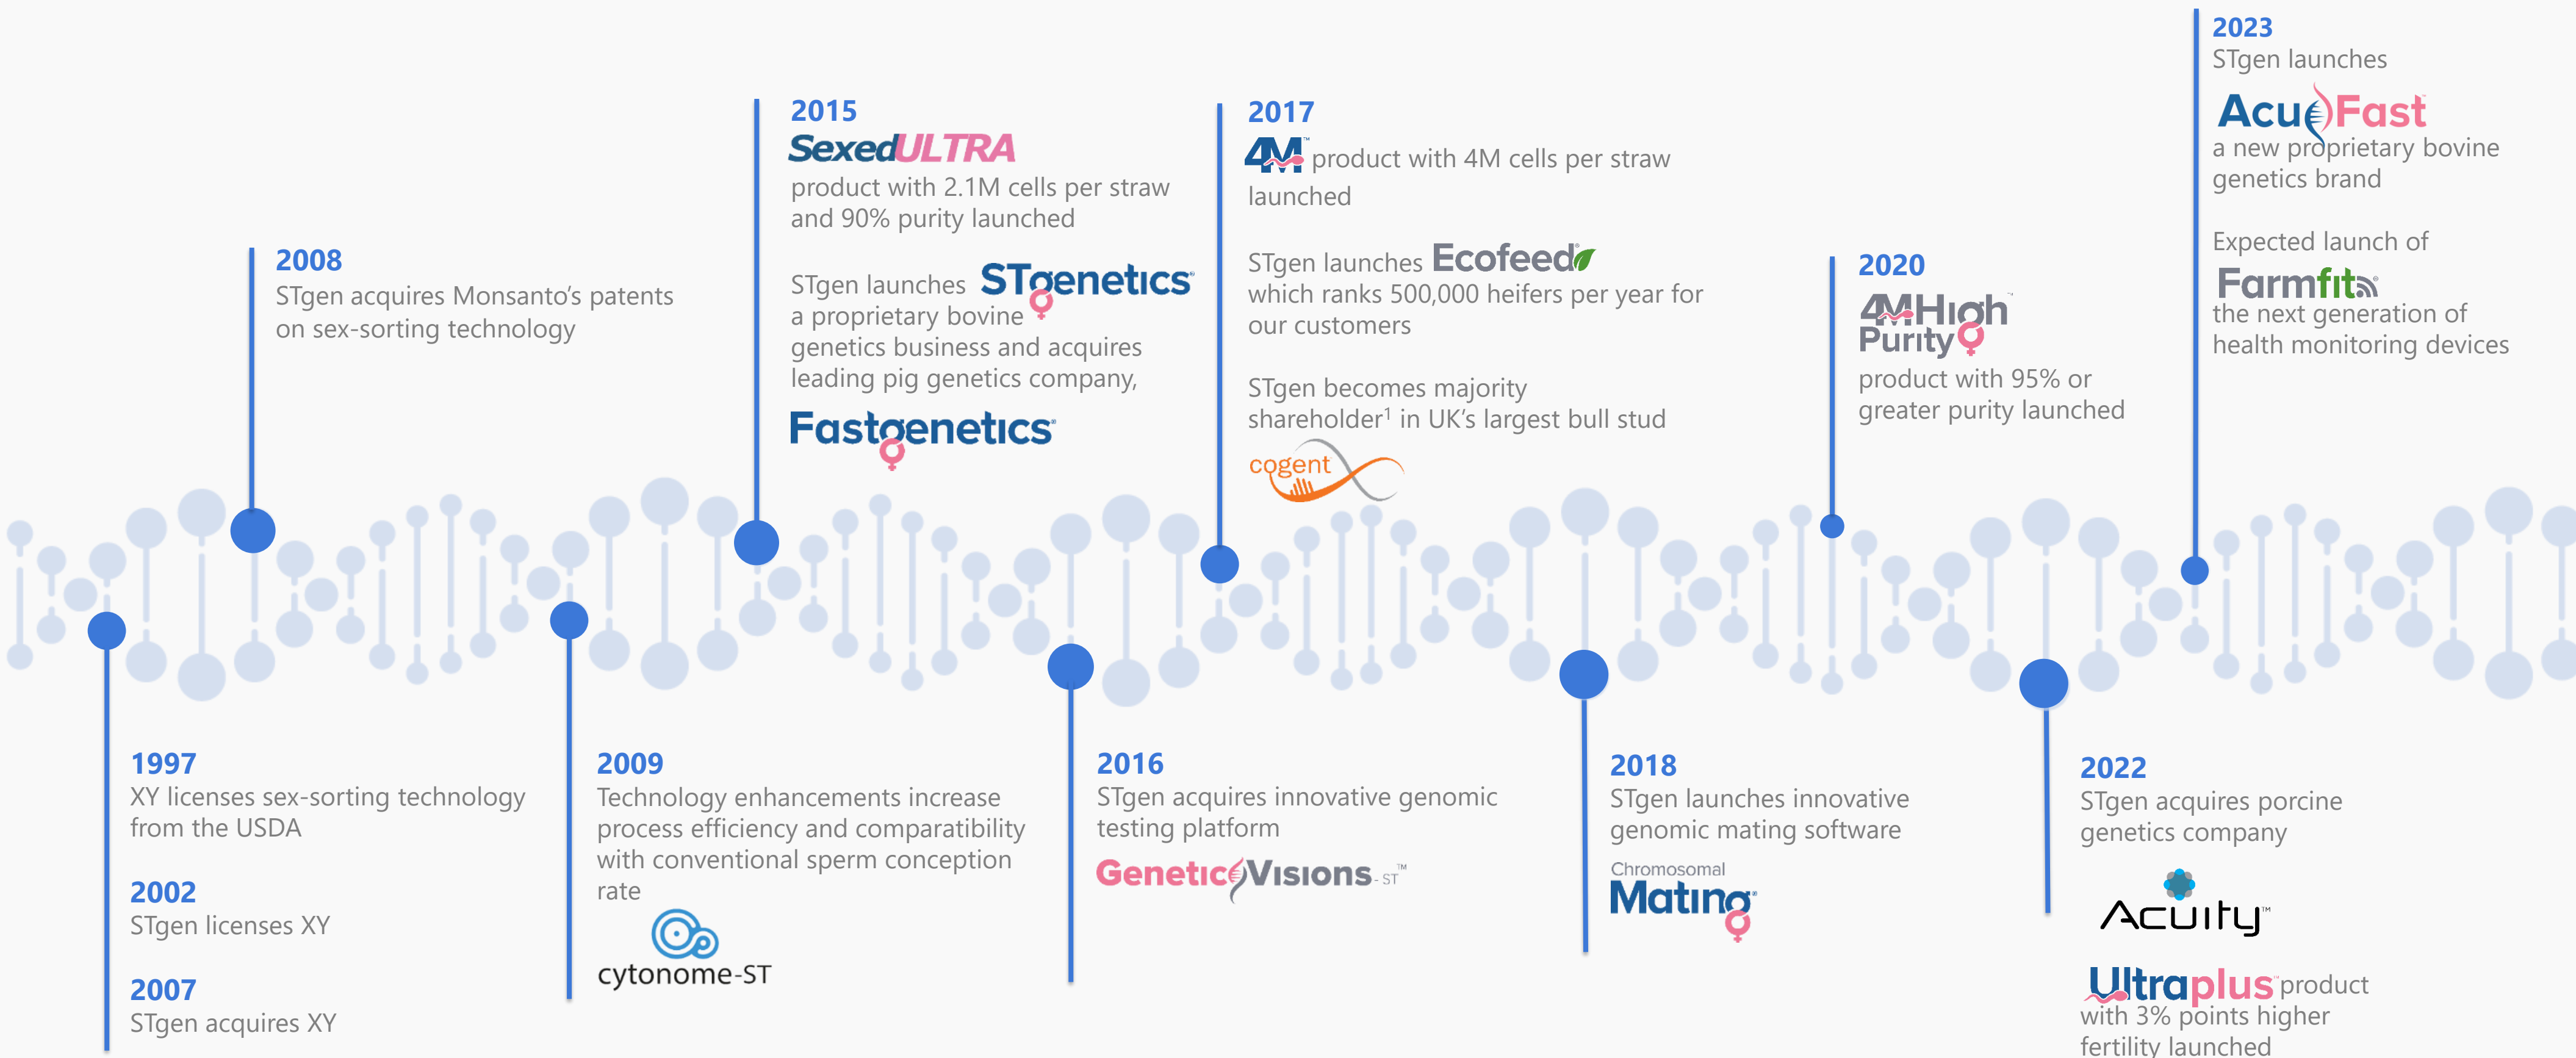 1997
XY licenses sex-sorting technology
from the USDA
2002
STgen licenses XY
2007
STgen acquires XY
2008
STgen acquires Monsanto’s patents
on sex-sorting technology
2009
Technology enhancements increase
process efficiency and comparatibility
with conventional sperm conception
rate
cytonome-ST
2015
SexedULTRA
product with 2.1M cells per straw
and 90% purity launched
STgen launches STgenetics®
a proprietary bovine
genetics business and acquires
leading pig genetics company,
Fastgenetics®
2016
STgen acquires innovative genomic
testing platform
GeneticVisions-ST™
2017
4M™ product with 4M cells per straw
launched
STgen launches Ecofeed®
which ranks 500,000 heifers per year for
our customers
STgen becomes majority
shareholder¹ in UK’s largest bull stud
cogent
2018
STgen launches innovative
genomic mating software
Chromosomal
Mating®
2020
4MHigh™
Purity
product with 95% or
greater purity launched
2022
STgen acquires porcine
genetics company
Acuity™
Ultraplus™ product
with 3% points higher
fertility launched
2023
STgen launches
AcuFast™
a new proprietary bovine
genetics brand
Expected launch of
Farmfit®
the next generation of
health monitoring devices